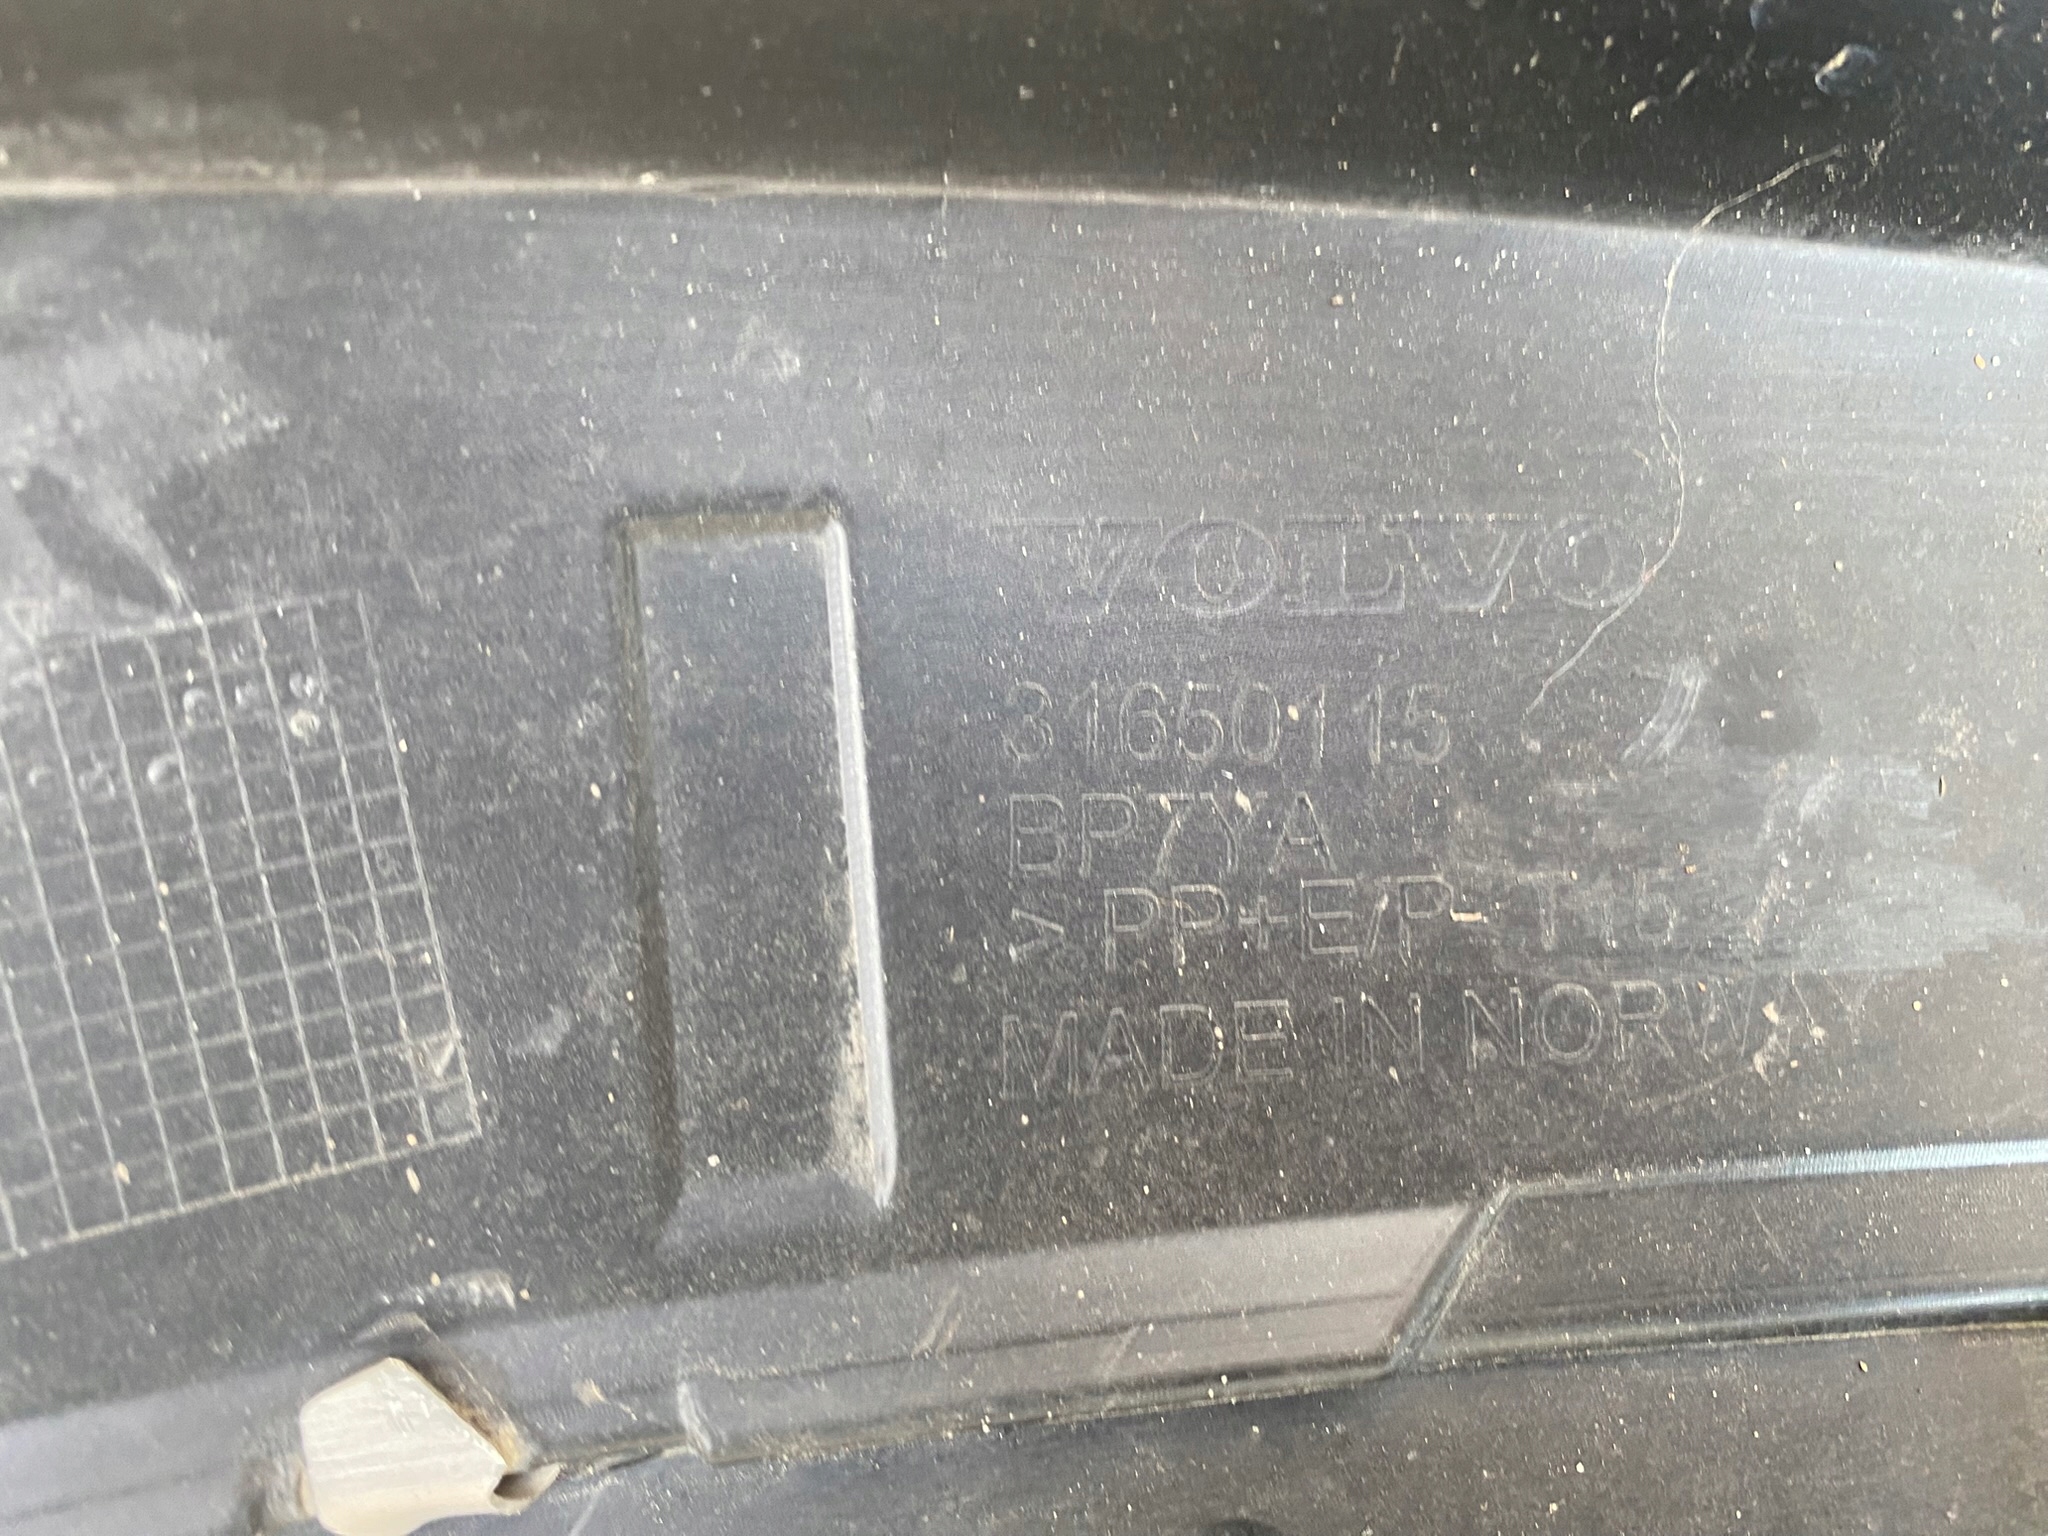 VOLVO
31650115
BP7YA
>PP+E/P-T15
MADE IN NORWAY